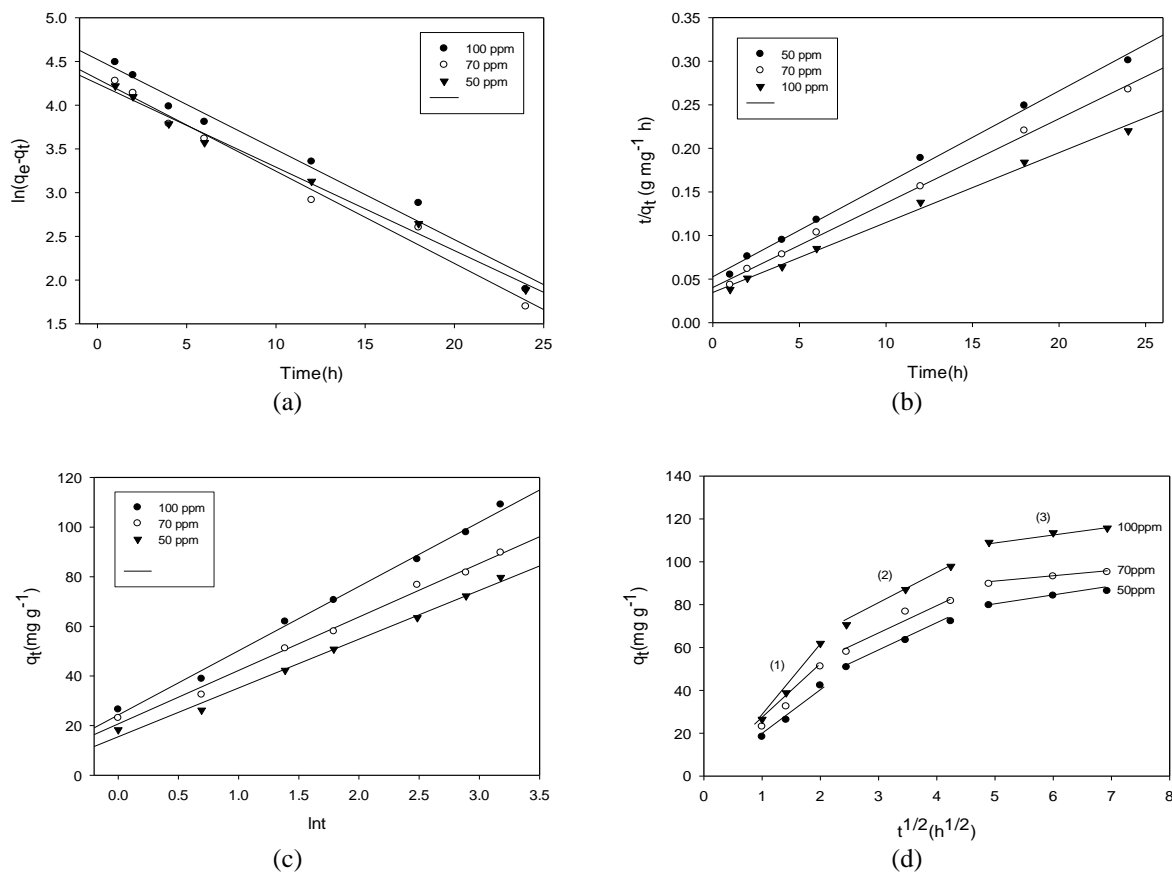 5.0
4.5
4.0
3.5
3.0
2.5
2.0
1.5
ln(qe-qt)
100 ppm
70 ppm
50 ppm
0 5 10 15 20 25
Time(h)
(a)
0.35
0.30
0.25
0.20
0.15
0.10
0.05
0.00
t/qt (g mg-1 h)
50 ppm
70 ppm
100 ppm
0 5 10 15 20 25
Time(h)
(b)
120
100
80
60
40
20
0
qt(mg g-1)
100 ppm
70 ppm
50 ppm
0.0 0.5 1.0 1.5 2.0 2.5 3.0 3.5
lnt
(c)
140
120
100
80
60
40
20
0
qt(mg g-1)
(1)
(2)
(3)
100ppm
70ppm
50ppm
0 1 2 3 4 5 6 7 8
t1/2(h1/2)
(d)